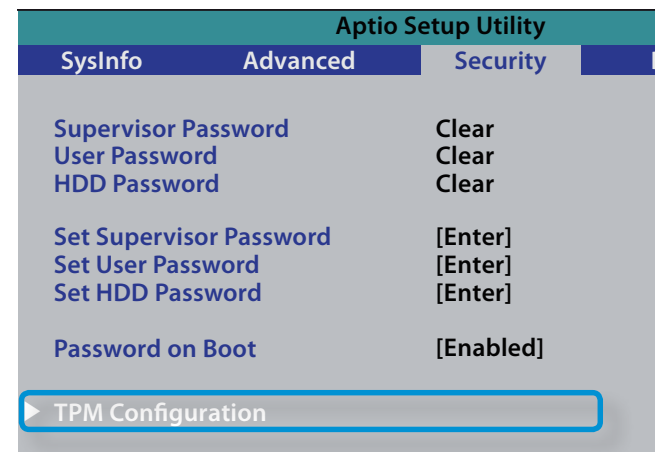 Aptio Setup Utility
SysInfo Advanced Security
Supervisor Password Clear
User Password Clear
HDD Password Clear
Set Supervisor Password [Enter]
Set User Password [Enter]
Set HDD Password [Enter]
Password on Boot [Enabled]
TPM Configuration